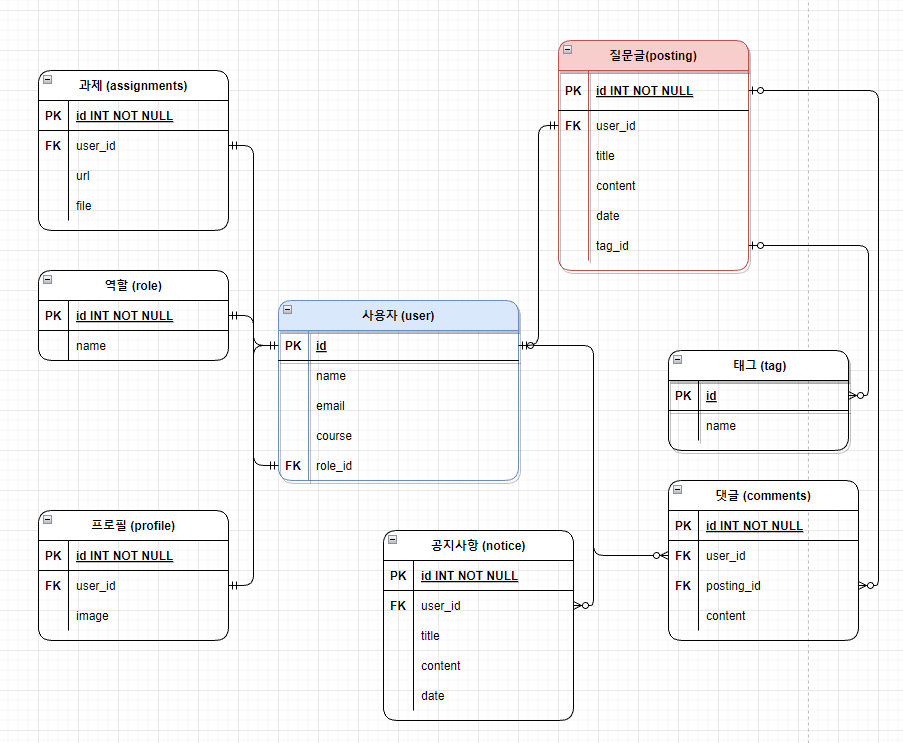 과제 (assignments)
PK id INT NOT NULL
FK user_id
url
file
역할 (role)
PK id INT NOT NULL
name
프로필 (profile)
PK id INT NOT NULL
FK user_id
image
사용자 (user)
PK id
name
email
course
FK role_id
공지사항 (notice)
PK id INT NOT NULL
FK user_id
title
content
date
질문글(posting)
PK id INT NOT NULL
FK user_id
title
content
date
tag_id
태그 (tag)
PK id
name
댓글 (comments)
PK id INT NOT NULL
FK user_id
FK posting_id
content